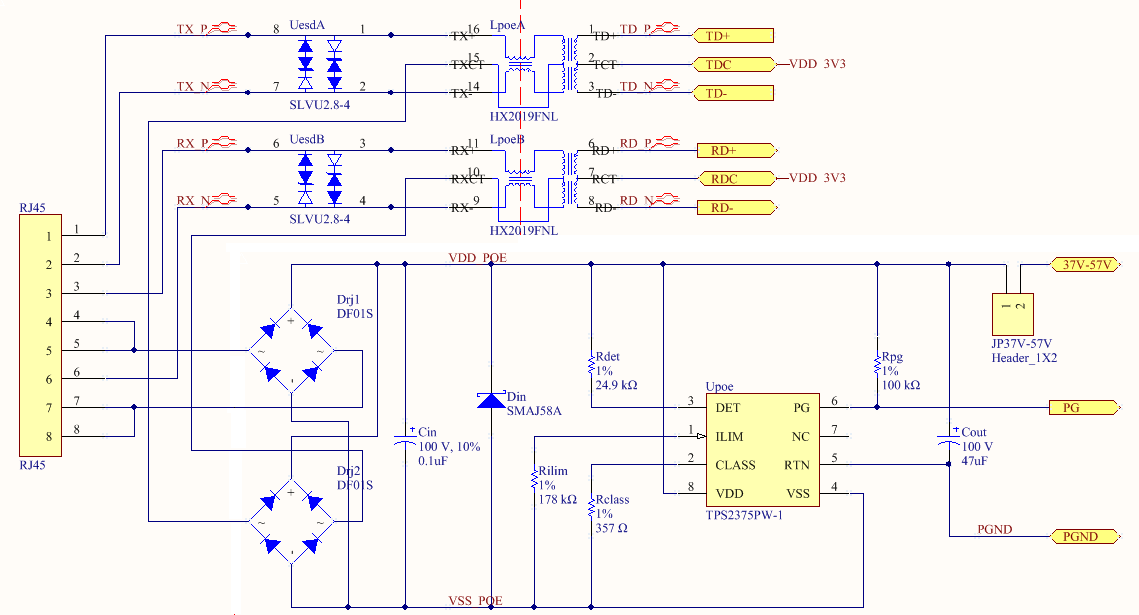 TX_P
8
UesdA
1
TX+
16
LpoeA
1
TD+
TD_P
TD+
TXCT
15
2
TCT
TDC
VDD_3V3
TX_N
7
2
TX-
14
3
TD-
TD_N
TD-
SLVU2.8-4
HX2019FNL
RX_P
6
UesdB
3
RX+
11
LpoeB
6
RD+
RD_P
RD+
RXCT
10
7
RCT
RDC
VDD_3V3
RX_N
5
4
RX-
9
8
RD-
RD_N
RD-
SLVU2.8-4
HX2019FNL
RJ45
1 1
2 2
3 3
4 4
5 5
6 6
7 7
8 8
RJ45
VDD_POE
37V-57V
Drj1
DF01S
+
~ ~
-
1 2
JP37V-57V
Header_1X2
Rdet
1%
24.9 kΩ
Rpg
1%
100 kΩ
Din
SMAJ58A
Upoe
3 DET PG 6
1 ILIM NC 7
2 CLASS RTN 5
8 VDD VSS 4
TPS2375PW-1
PG
+
Cin
100 V, 10%
0.1uF
+
Cout
100 V
47uF
Drj2
DF01S
+
~ ~
-
Rilim
1%
178 kΩ
Rclass
1%
357 Ω
PGND
PGND
VSS_POE